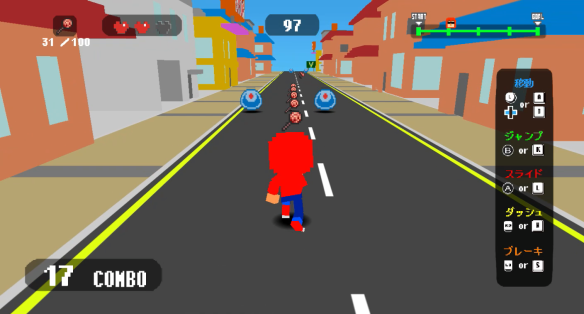 97
START
GOAL
31 / 100
移動
or
ジャンプ
B or K
スライド
A or L
ダッシュ
or
ブレーキ
or S
17 COMBO